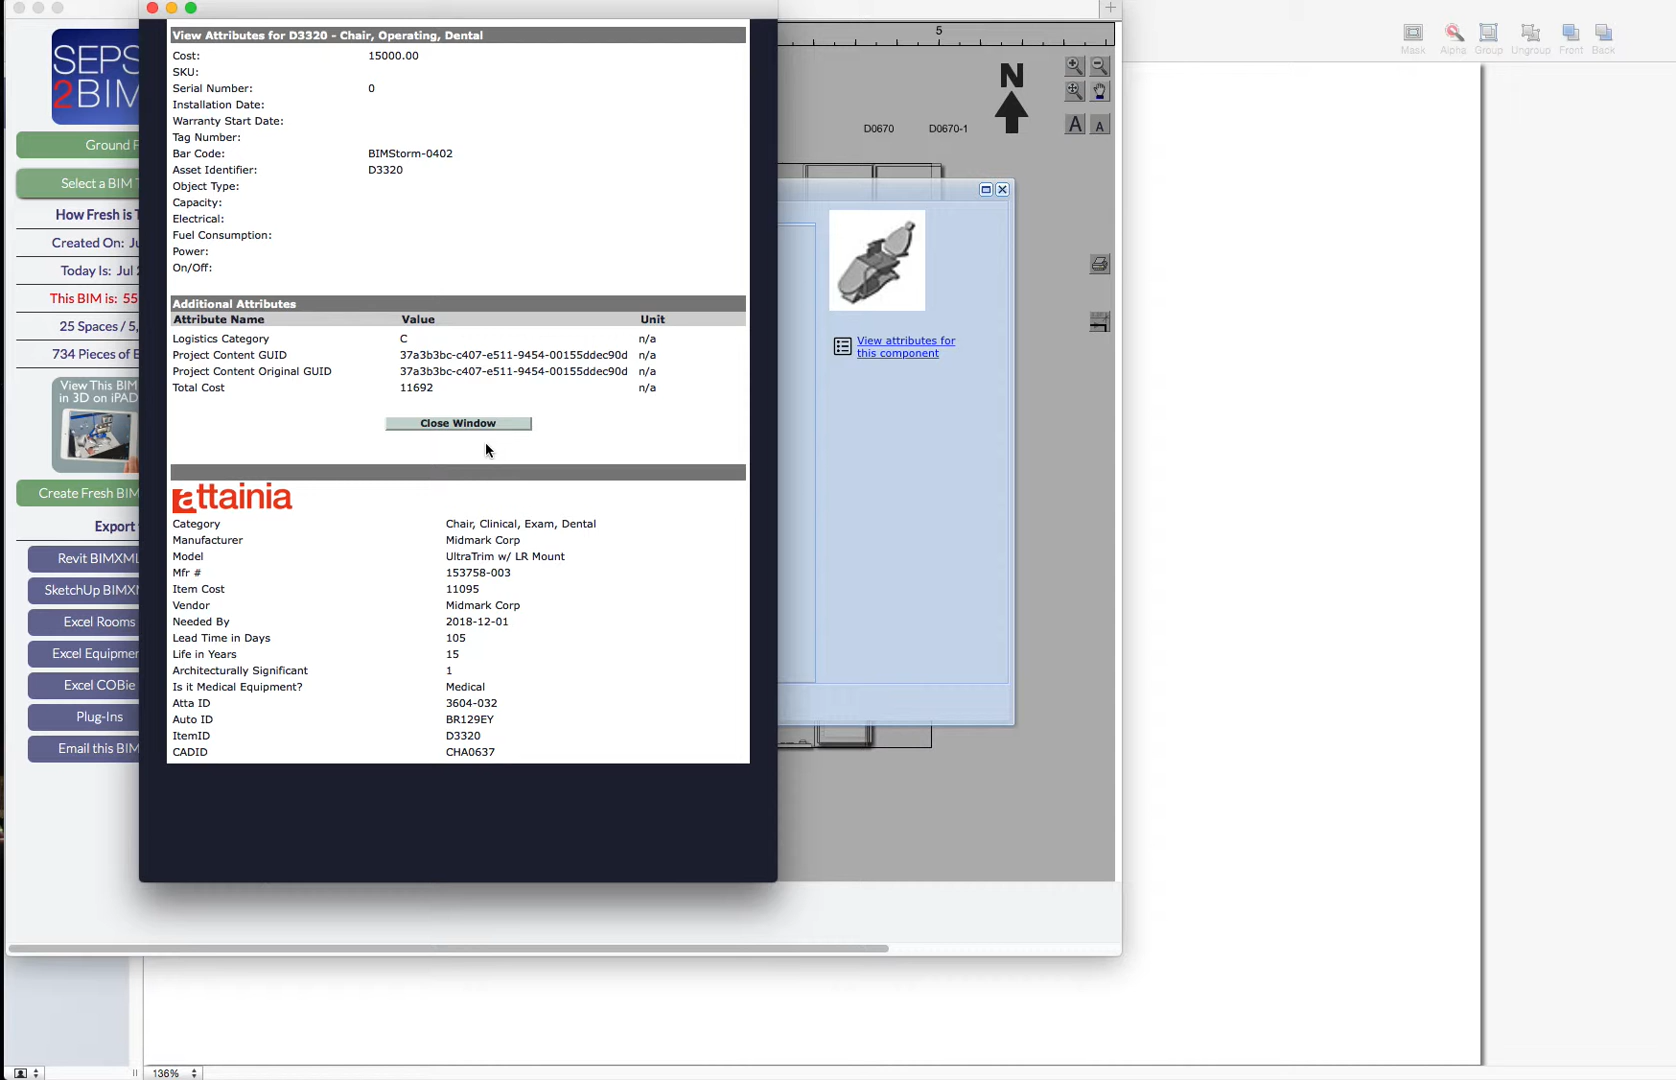 SEPS
2BIM
Ground F
Select a BIM T
How Fresh is T
Created On: Ju
Today Is: Jul 2
This BIM is: 55
25 Spaces / 5,
734 Pieces of E
View This BIM
in 3D on iPAD
Create Fresh BIM
Export
Revit BIMXML
SketchUp BIMXM
Excel Rooms
Excel Equipmen
Excel COBie
Plug-Ins
Email this BIM
View Attributes for D3320 - Chair, Operating, Dental
Cost: 15000.00
SKU:
Serial Number: 0
Installation Date:
Warranty Start Date:
Tag Number:
Bar Code: BIMStorm-0402
Asset Identifier: D3320
Object Type:
Capacity:
Electrical:
Fuel Consumption:
Power:
On/Off:
Additional Attributes
Attribute Name Value Unit
Logistics Category C n/a
Project Content GUID 37a3b3bc-c407-e511-9454-00155ddec90d n/a
Project Content Original GUID 37a3b3bc-c407-e511-9454-00155ddec90d n/a
Total Cost 11692 n/a
Close Window
attainia
Category Chair, Clinical, Exam, Dental
Manufacturer Midmark Corp
Model UltraTrim w/ LR Mount
Mfr # 153758-003
Item Cost 11095
Vendor Midmark Corp
Needed By 2018-12-01
Lead Time in Days 105
Life in Years 15
Architecturally Significant 1
Is it Medical Equipment? Medical
Atta ID 3604-032
Auto ID BR129EY
ItemID D3320
CADID CHA0637
5
N
D0670 D0670-1
A A
View attributes for
this component
Mask Alpha Group Ungroup Front Back
136%